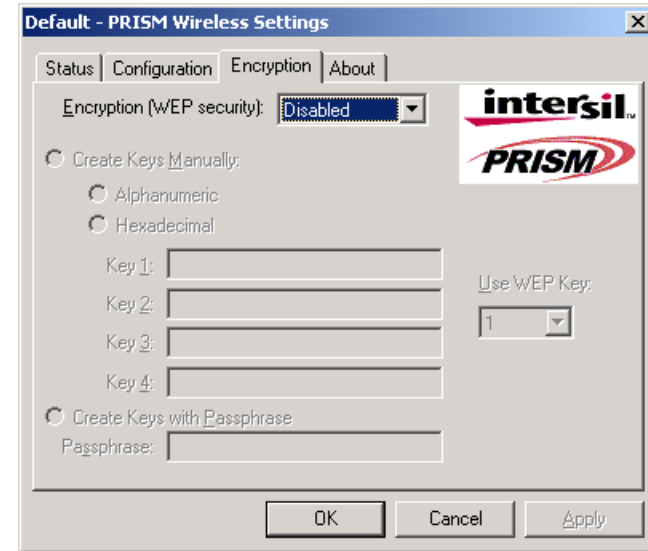 Default - PRISM Wireless Settings
Status Configuration Encryption About
Encryption (WEP security): Disabled
intersil™
PRISM
Create Keys Manually:
Alphanumeric
Hexadecimal
Key 1:
Key 2:
Key 3:
Key 4:
Use WEP Key:
1
Create Keys with Passphrase
Passphrase:
OK Cancel Apply